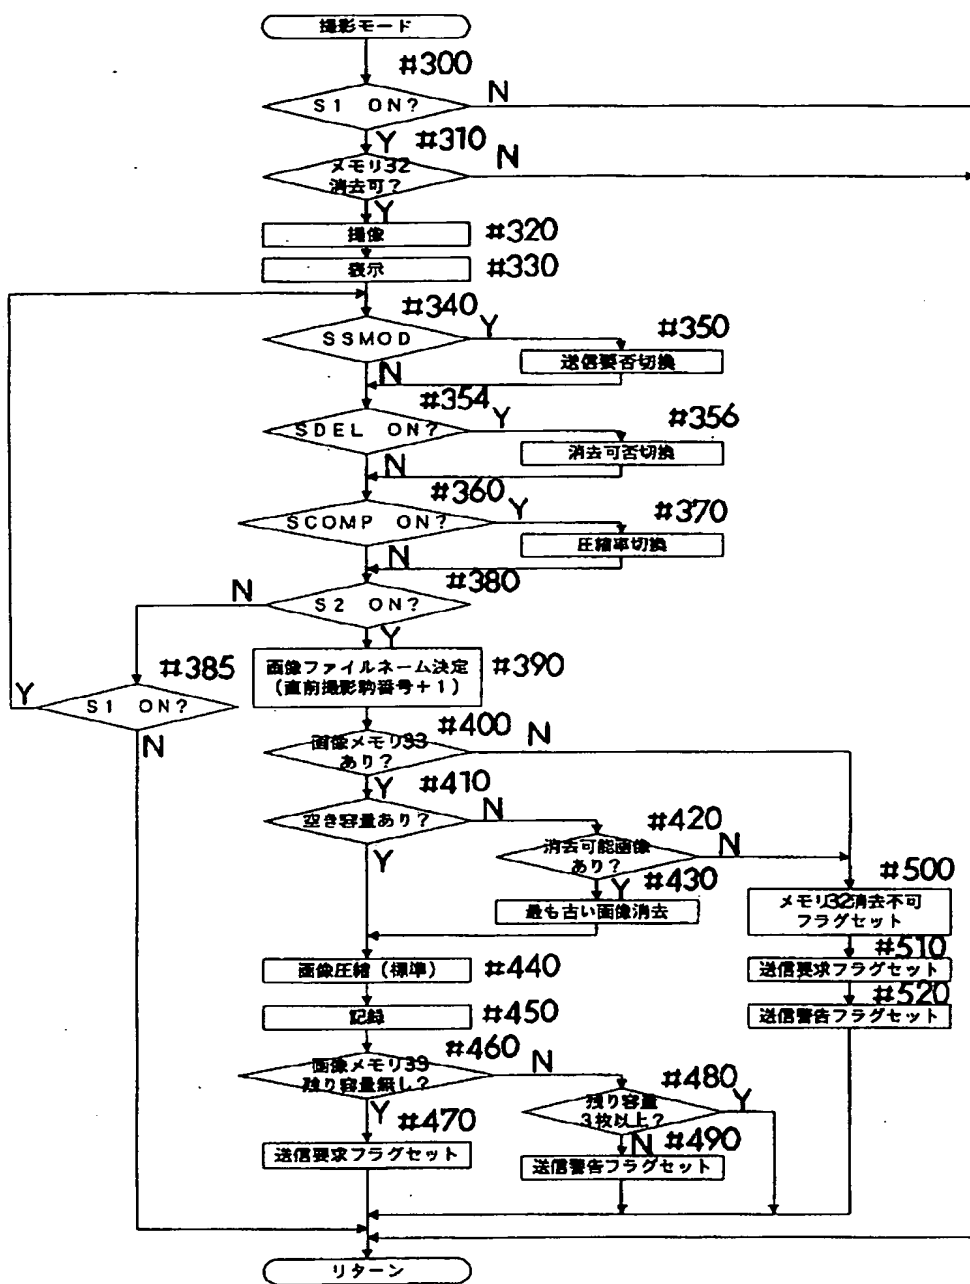 撮影モード
#300
S1 ON?
N
Y
#310
メモリ32
消去可?
N
Y
撮像
#320
表示
#330
#340
SSMOD
Y
#350
送信要否切換
N
#354
SDEL ON?
Y
#356
消去可否切換
N
#360
SCOMP ON?
Y
#370
圧縮率切換
N
#380
S2 ON?
N
Y
#385
S1 ON?
Y
N
画像ファイルネーム決定
(直前撮影駒番号+1)
#390
#400
画像メモリ33
あり?
N
Y
#410
空き容量あり?
N
Y
#420
消去可能画像
あり?
N
Y
#430
最も古い画像消去
#500
メモリ32消去不可
フラグセット
#510
送信要求フラグセット
#520
送信警告フラグセット
画像圧縮(標準)
#440
記録
#450
#460
画像メモリ33
残り容量無し?
N
Y
#470
送信要求フラグセット
#480
残り容量
3枚以上?
Y
N
#490
送信警告フラグセット
リターン